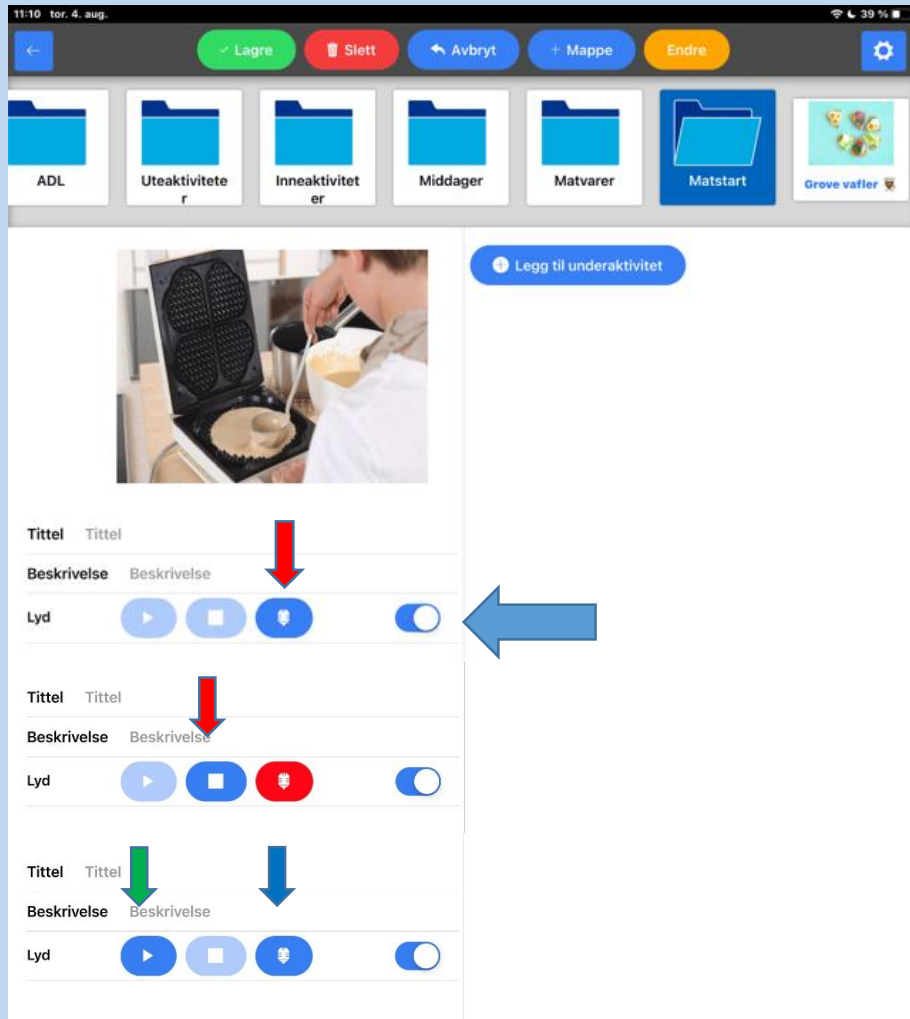 11:10 tor. 4. aug.
39 %
Lagre
Slett
Avbryt
+ Mappe
Endre
ADL
Uteaktivitete
r
Inneaktivitet
er
Middager
Matvarer
Matstart
Grove vafler
Legg til underaktivitet
Tittel Tittel
Beskrivelse Beskrivelse
Lyd
Tittel Tittel
Beskrivelse Beskrivelse
Lyd
Tittel Tittel
Beskrivelse Beskrivelse
Lyd